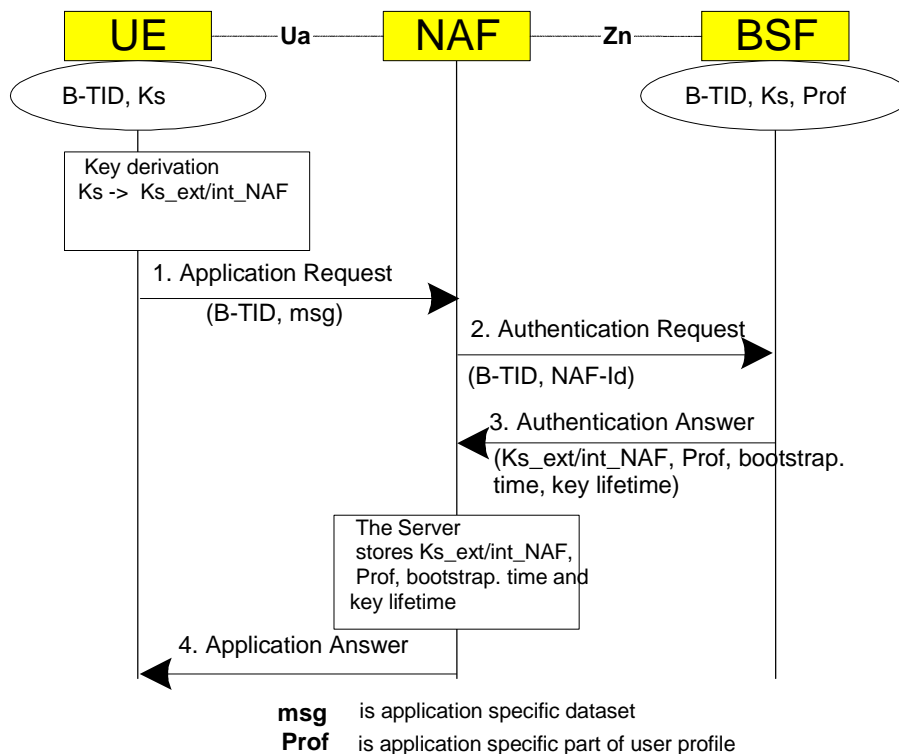 UE Ua NAF Zn BSF
B-TID, Ks
B-TID, Ks, Prof
Key derivation
Ks -> Ks_ext/int_NAF
1. Application Request
(B-TID, msg)
2. Authentication Request
(B-TID, NAF-Id)
3. Authentication Answer
(Ks_ext/int_NAF, Prof, bootstrap.
time, key lifetime)
The Server
stores Ks_ext/int_NAF,
Prof, bootstrap. time and
key lifetime
4. Application Answer
msg is application specific dataset
Prof is application specific part of user profile